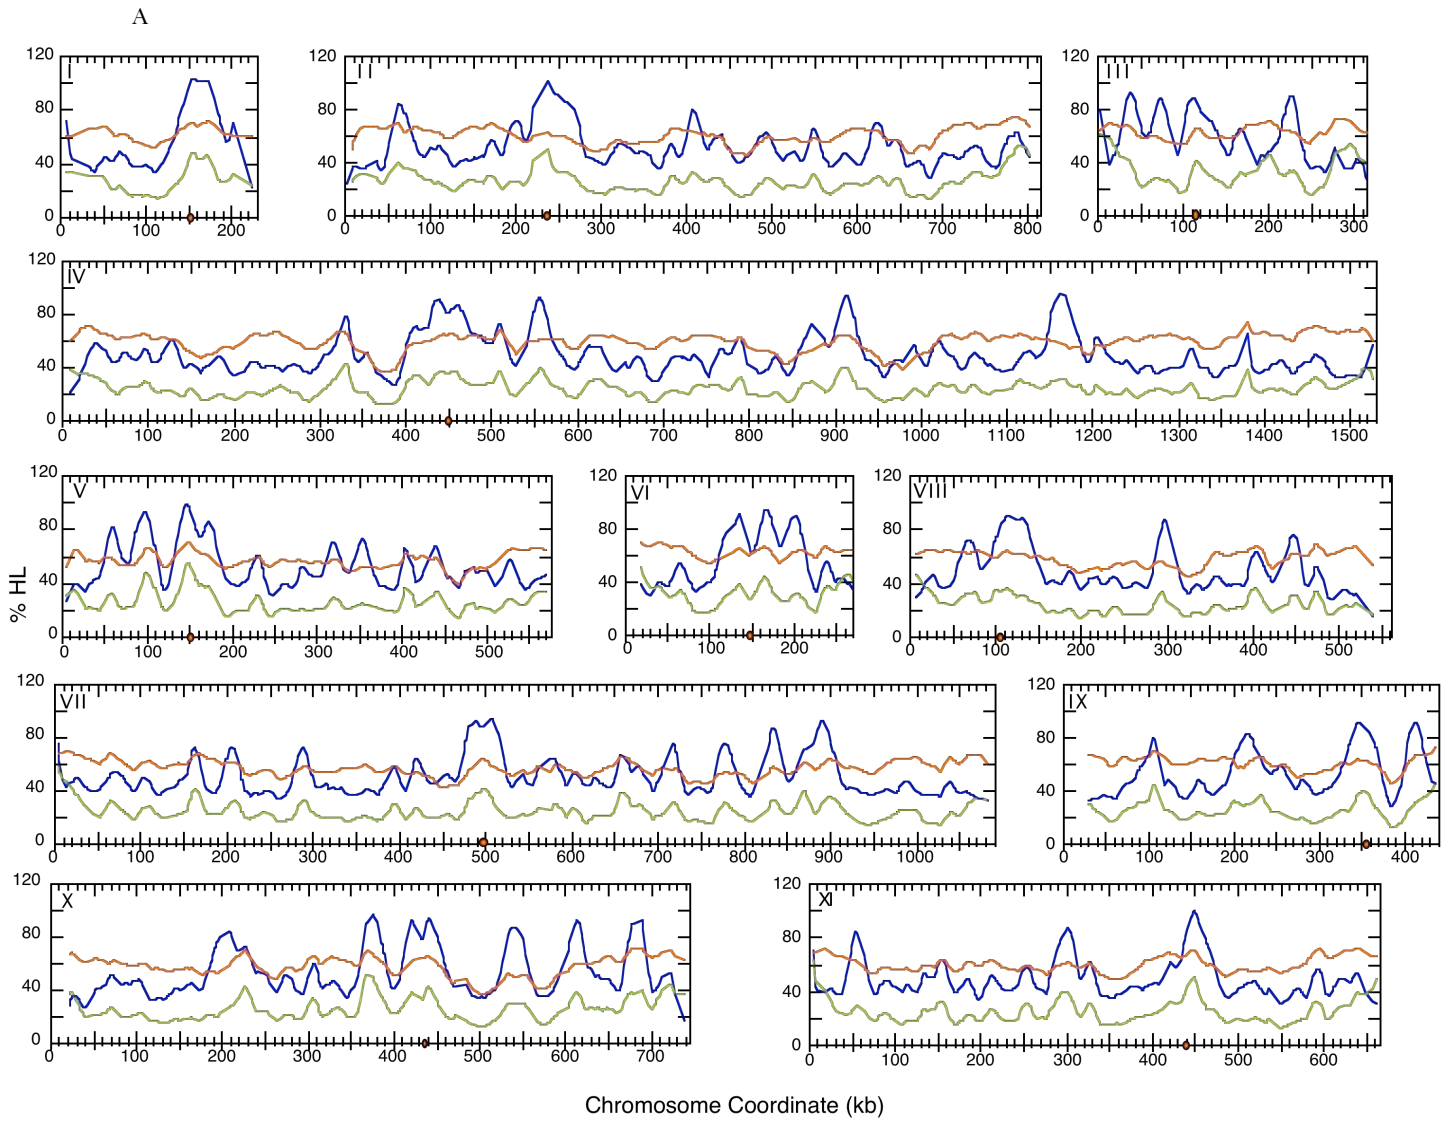 A
120 80 40 0 I 0 100 200
120 80 40 0 II 0 100 200 300 400 500 600 700 800
120 80 40 0 III 0 100 200 300
120 80 40 0 IV 0 100 200 300 400 500 600 700 800 900 1000 1100 1200 1300 1400 1500
% HL
120 80 40 0 V 0 100 200 300 400 500
120 80 40 0 VI 0 100 200
120 80 40 0 VIII 0 100 200 300 400 500
120 80 40 0 VII 0 100 200 300 400 500 600 700 800 900 1000
120 80 40 0 IX 0 100 200 300 400
120 80 40 0 X 0 100 200 300 400 500 600 700
120 80 40 0 XI 0 100 200 300 400 500 600
Chromosome Coordinate (kb)